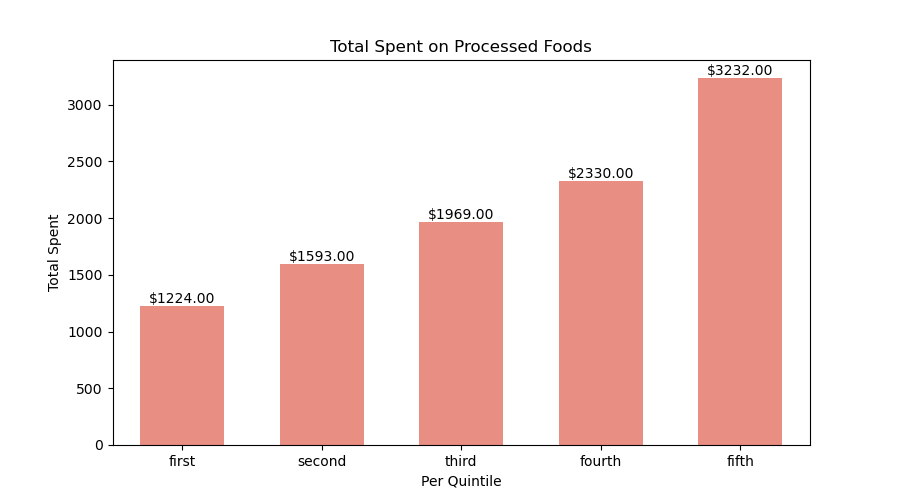 Total Spent on Processed Foods
Total Spent
3000
2500
2000
1500
1000
500
0
$1224.00
$1593.00
$1969.00
$2330.00
$3232.00
first
second
third
fourth
fifth
Per Quintile